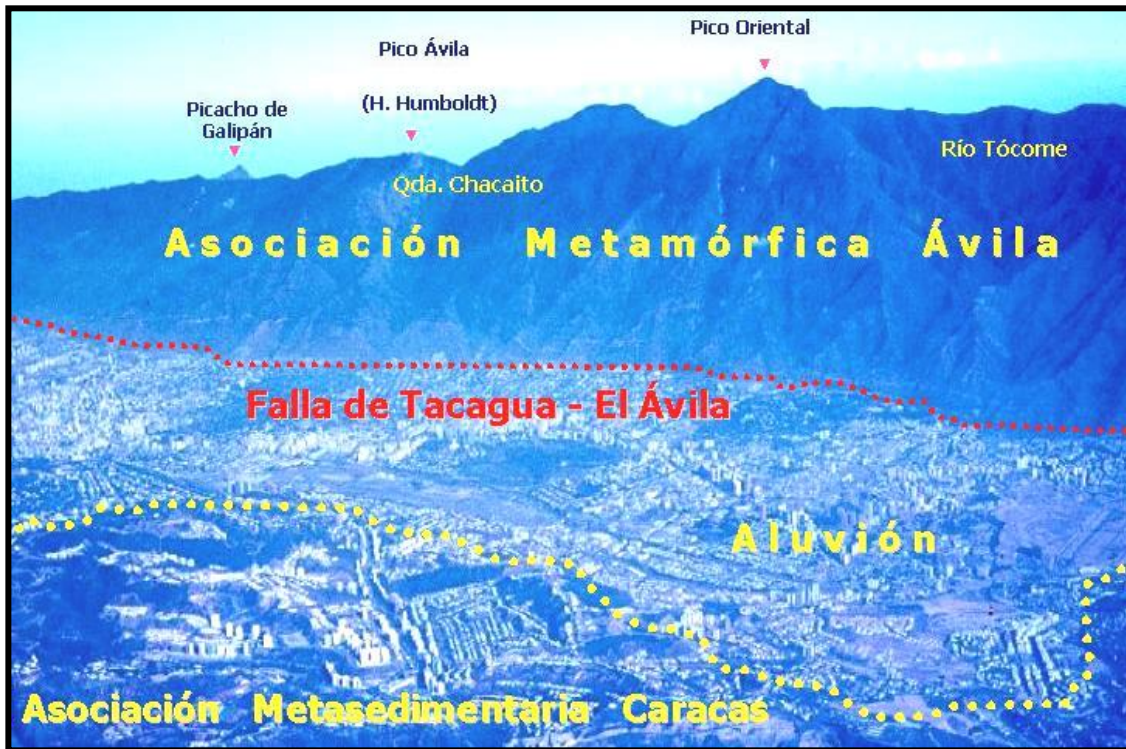 Pico Oriental
Pico Ávila
(H. Humboldt)
Picacho de
Galipán
Río Tócome
Qda. Chacaito
Asociación Metamórfica Ávila
Falla de Tacagua - El Ávila
Aluvión
Asociación Metasedimentaria Caracas